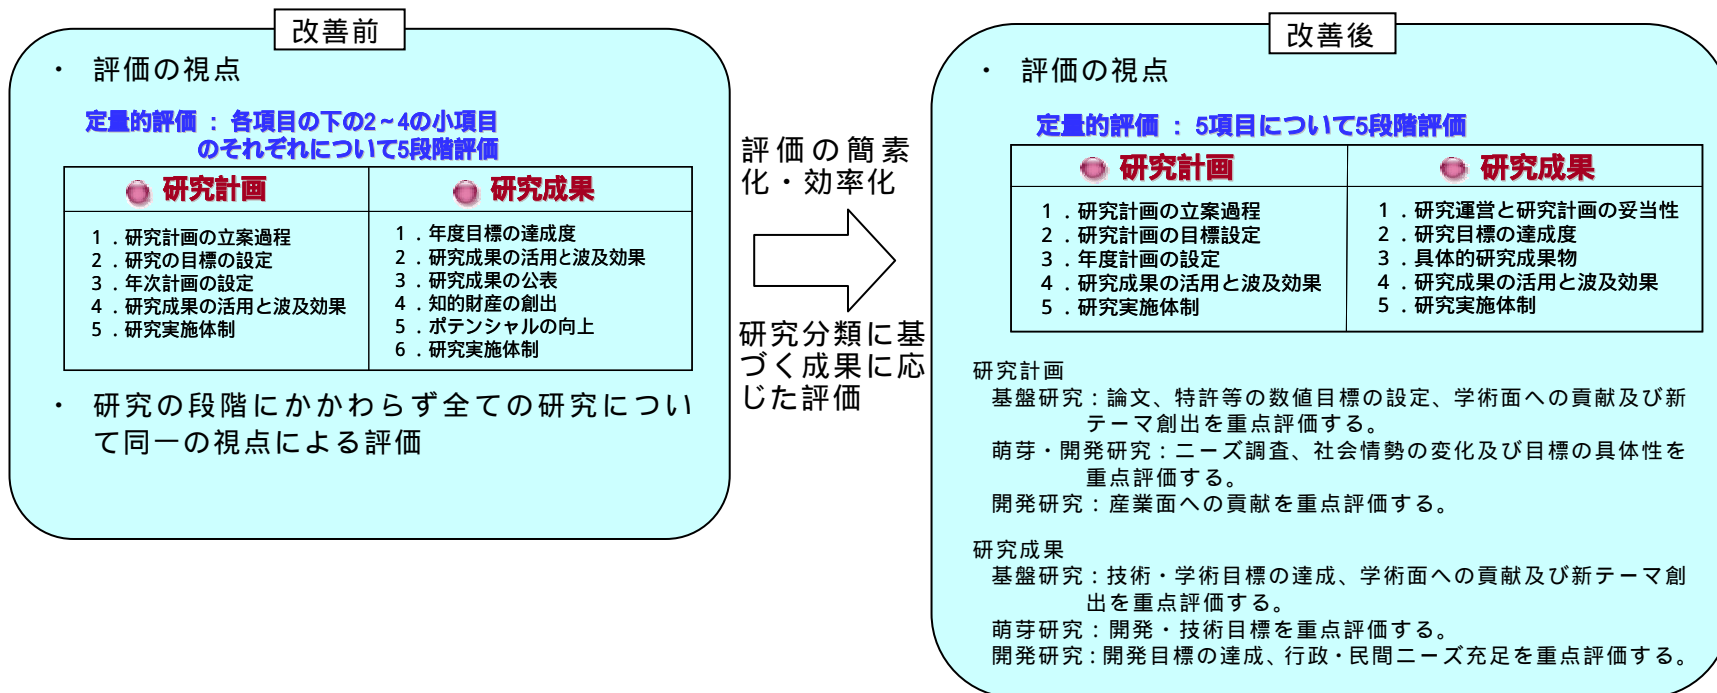 改善前
・ 評価の視点
定量的評価 : 各項目の下の2～4の小項目
のそれぞれについて5段階評価
研究計画
1．研究計画の立案過程
2．研究の目標の設定
3．年次計画の設定
4．研究成果の活用と波及効果
5．研究実施体制
研究成果
1．年度目標の達成度
2．研究成果の活用と波及効果
3．研究成果の公表
4．知的財産の創出
5．ポテンシャルの向上
6．研究実施体制
・ 研究の段階にかかわらず全ての研究につい
て同一の視点による評価
評価の簡素
化・効率化
研究分類に基
づく成果に応
じた評価
改善後
・ 評価の視点
定量的評価 : 5項目について5段階評価
研究計画
1．研究計画の立案過程
2．研究計画の目標設定
3．年度計画の設定
4．研究成果の活用と波及効果
5．研究実施体制
研究成果
1．研究運営と研究計画の妥当性
2．研究目標の達成度
3．具体的研究成果物
4．研究成果の活用と波及効果
5．研究実施体制
研究計画
基盤研究：論文、特許等の数値目標の設定、学術面への貢献及び新
テーマ創出を重点評価する。
萌芽・開発研究：ニーズ調査、社会情勢の変化及び目標の具体性を
重点評価する。
開発研究：産業面への貢献を重点評価する。
研究成果
基盤研究：技術・学術目標の達成、学術面への貢献及び新テーマ創
出を重点評価する。
萌芽研究：開発・技術目標を重点評価する。
開発研究：開発目標の達成、行政・民間ニーズ充足を重点評価する。